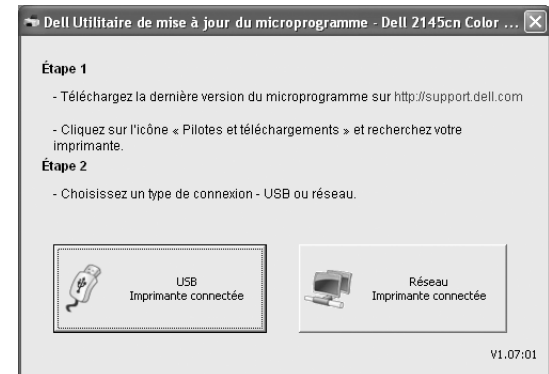 Dell Utilitaire de mise à jour du microprogramme - Dell 2145cn Color ...
Étape 1
- Téléchargez la dernière version du microprogramme sur http://support.dell.com
- Cliquez sur l'icône « Pilotes et téléchargements » et recherchez votre
imprimante.
Étape 2
- Choisissez un type de connexion - USB ou réseau.
USB
Imprimante connectée
Réseau
Imprimante connectée
V1.07:01